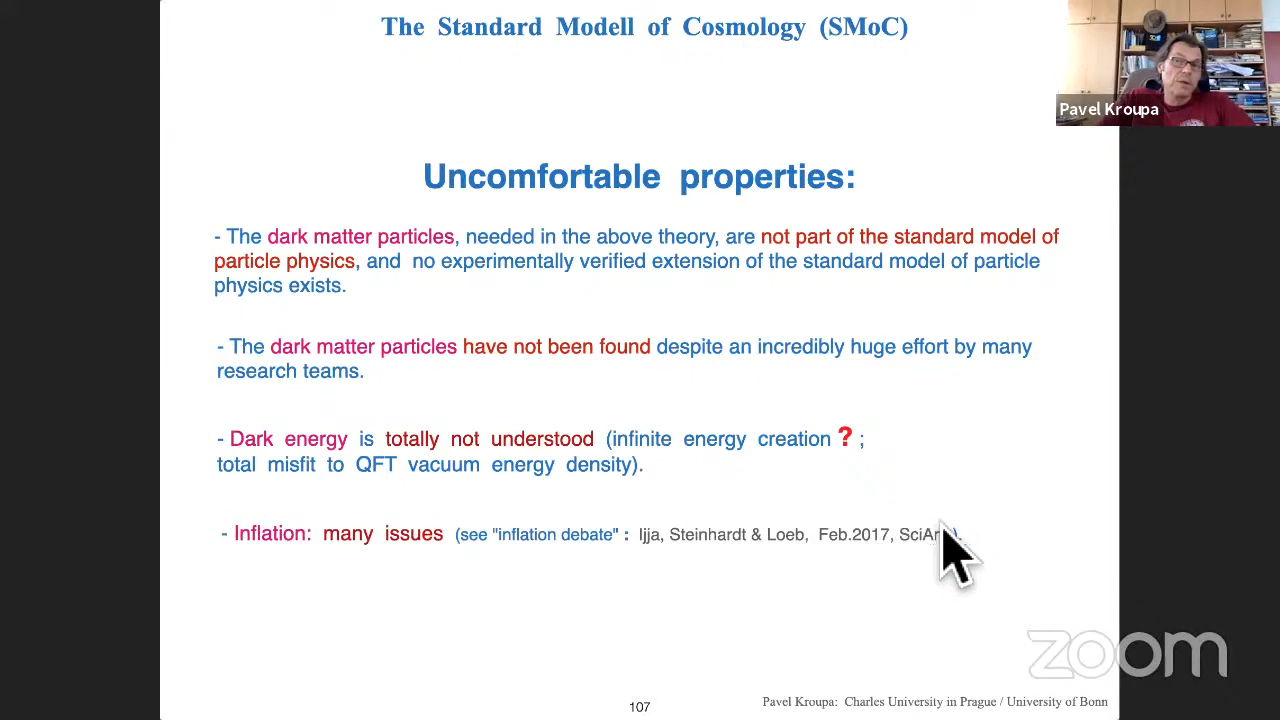 The Standard Modell of Cosmology (SMoC)
Pavel Kroupa
Uncomfortable properties:
- The dark matter particles, needed in the above theory, are not part of the standard model of
particle physics, and no experimentally verified extension of the standard model of particle
physics exists.
- The dark matter particles have not been found despite an incredibly huge effort by many
research teams.
- Dark energy is totally not understood (infinite energy creation ? ;
total misfit to QFT vacuum energy density).
- Inflation: many issues (see "inflation debate" : Ijja, Steinhardt & Loeb, Feb.2017,
zoom
107
Pavel Kroupa: Charles University in Prague / University of Bonn